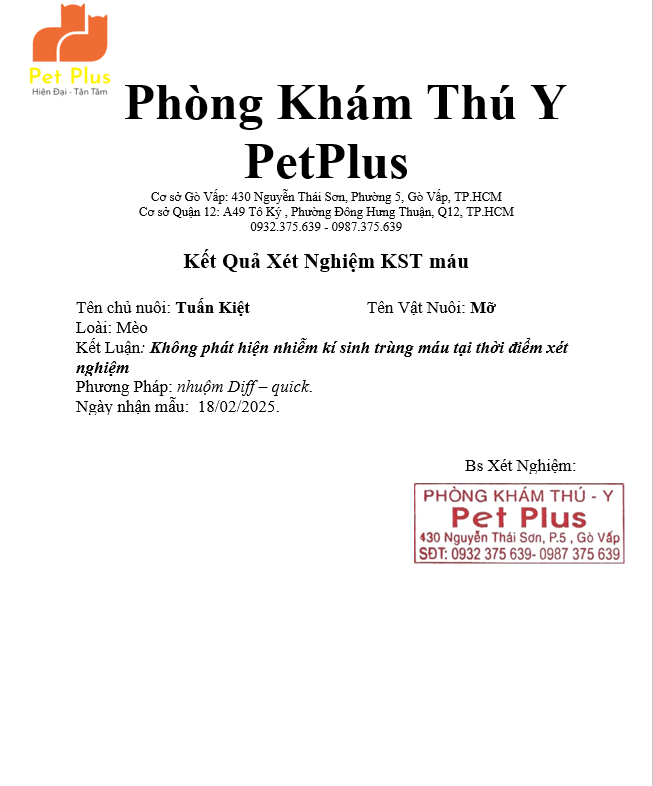 Pet Plus
Hiện Đại - Tận Tâm
Phòng Khám Thú Y
PetPlus
Cơ sở Gò Vấp: 430 Nguyễn Thái Sơn, Phường 5, Gò Vấp, TP.HCM
Cơ sở Quận 12: A49 Tô Ký , Phường Đông Hưng Thuận, Q12, TP.HCM
0932.375.639 - 0987.375.639
Kết Quả Xét Nghiệm KST máu
Tên chủ nuôi: Tuấn Kiệt Tên Vật Nuôi: Mỡ
Loài: Mèo
Kết Luận: Không phát hiện nhiễm kí sinh trùng máu tại thời điểm xét
nghiệm
Phương Pháp: nhuộm Diff – quick.
Ngày nhận mẫu: 18/02/2025.
Bs Xét Nghiệm:
PHÒNG KHÁM THÚ - Y
Pet Plus
430 Nguyễn Thái Sơn, P.5 , Gò Vấp
SĐT: 0932 375 639- 0987 375 639